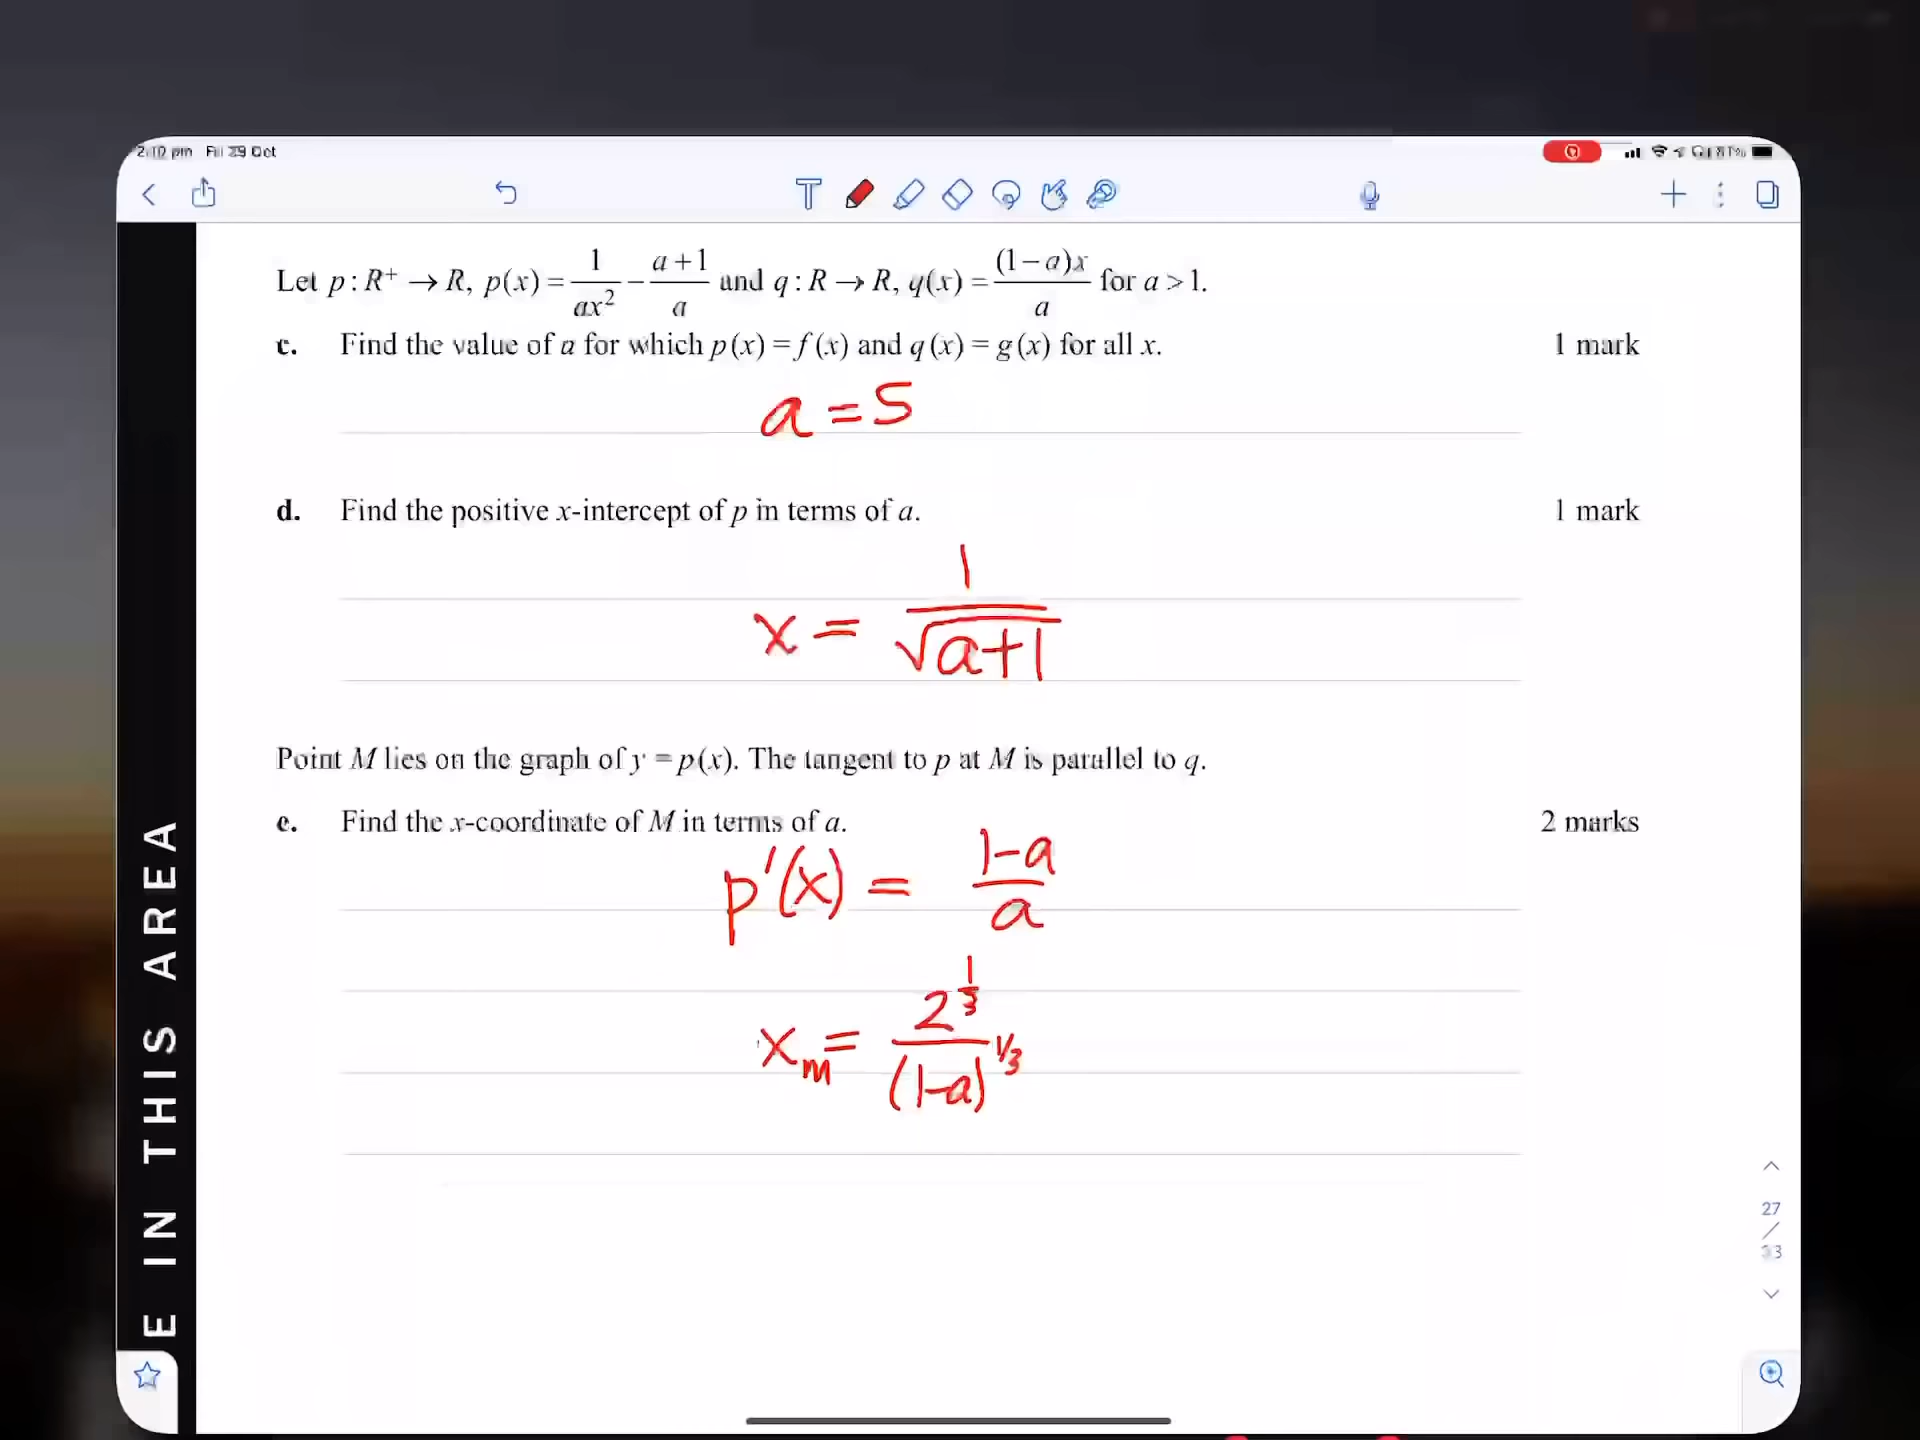 2:10 pm Fri 29 Oct
81%
Let p : R⁺ → R, p(x) = 1/(ax²) − (a+1)/a and q : R → R, q(x) = (1−a)x/a for a > 1.
c. Find the value of a for which p(x) = f(x) and q(x) = g(x) for all x. 1 mark
a = 5
d. Find the positive x-intercept of p in terms of a. 1 mark
x = 1/√(a+1)
Point M lies on the graph of y = p(x). The tangent to p at M is parallel to q.
e. Find the x-coordinate of M in terms of a. 2 marks
p'(x) = (1-a)/a
x_m = 2^(1/3)/(1-a)^(1/3)
E IN THIS AREA
27
/
33